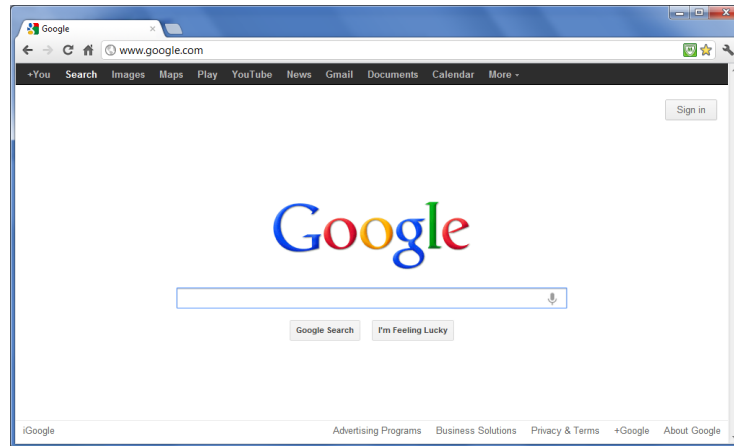 Google
www.google.com
+You Search Images Maps Play YouTube News Gmail Documents Calendar More
Sign in
Google
Google Search I'm Feeling Lucky
iGoogle Advertising Programs Business Solutions Privacy & Terms +Google About Google